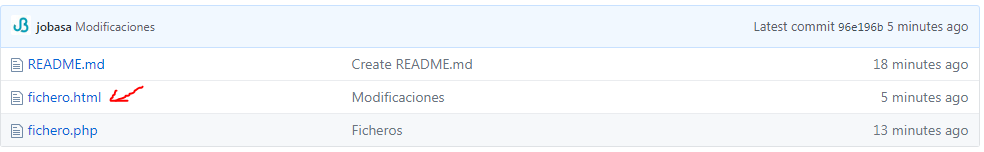 jobasa Modificaciones Latest commit 96e196b 5 minutes ago
README.md Create README.md 18 minutes ago
fichero.html Modificaciones 5 minutes ago
fichero.php Ficheros 13 minutes ago